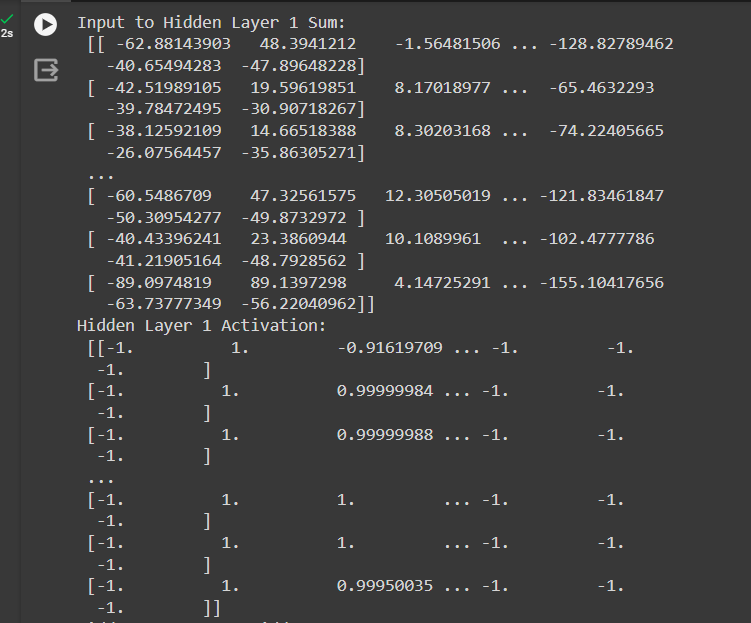 2s
Input to Hidden Layer 1 Sum:
[[ -62.88143903 48.3941212 -1.56481506 ... -128.82789462
-40.65494283 -47.89648228]
[ -42.51989105 19.59619851 8.17018977 ... -65.4632293
-39.78472495 -30.90718267]
[ -38.12592109 14.66518388 8.30203168 ... -74.22405665
-26.07564457 -35.86305271]
...
[ -60.5486709 47.32561575 12.30505019 ... -121.83461847
-50.30954277 -49.8732972 ]
[ -40.43396241 23.3860944 10.1089961 ... -102.4777786
-41.21905164 -48.7928562 ]
[ -89.0974819 89.1397298 4.14725291 ... -155.10417656
-63.73777349 -56.22040962]]
Hidden Layer 1 Activation:
[[-1. 1. -0.91619709 ... -1. -1.
-1. ]
[-1. 1. 0.99999984 ... -1. -1.
-1. ]
[-1. 1. 0.99999988 ... -1. -1.
-1. ]
...
[-1. 1. 1. ... -1. -1.
-1. ]
[-1. 1. 1. ... -1. -1.
-1. ]
[-1. 1. 0.99950035 ... -1. -1.
-1. ]]